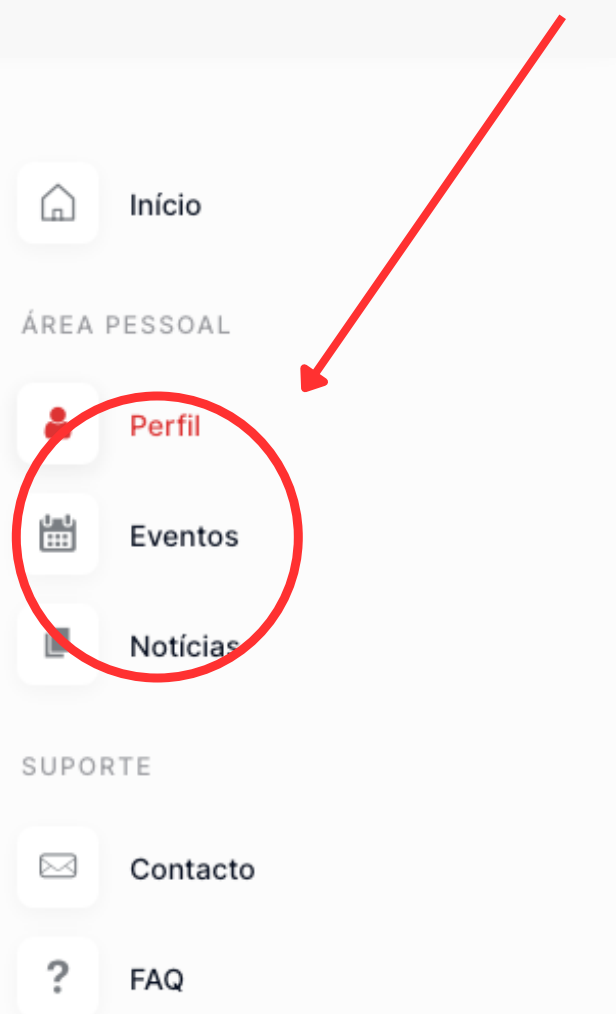 Início
ÁREA PESSOAL
Perfil
Eventos
Notícias
SUPORTE
Contacto
FAQ